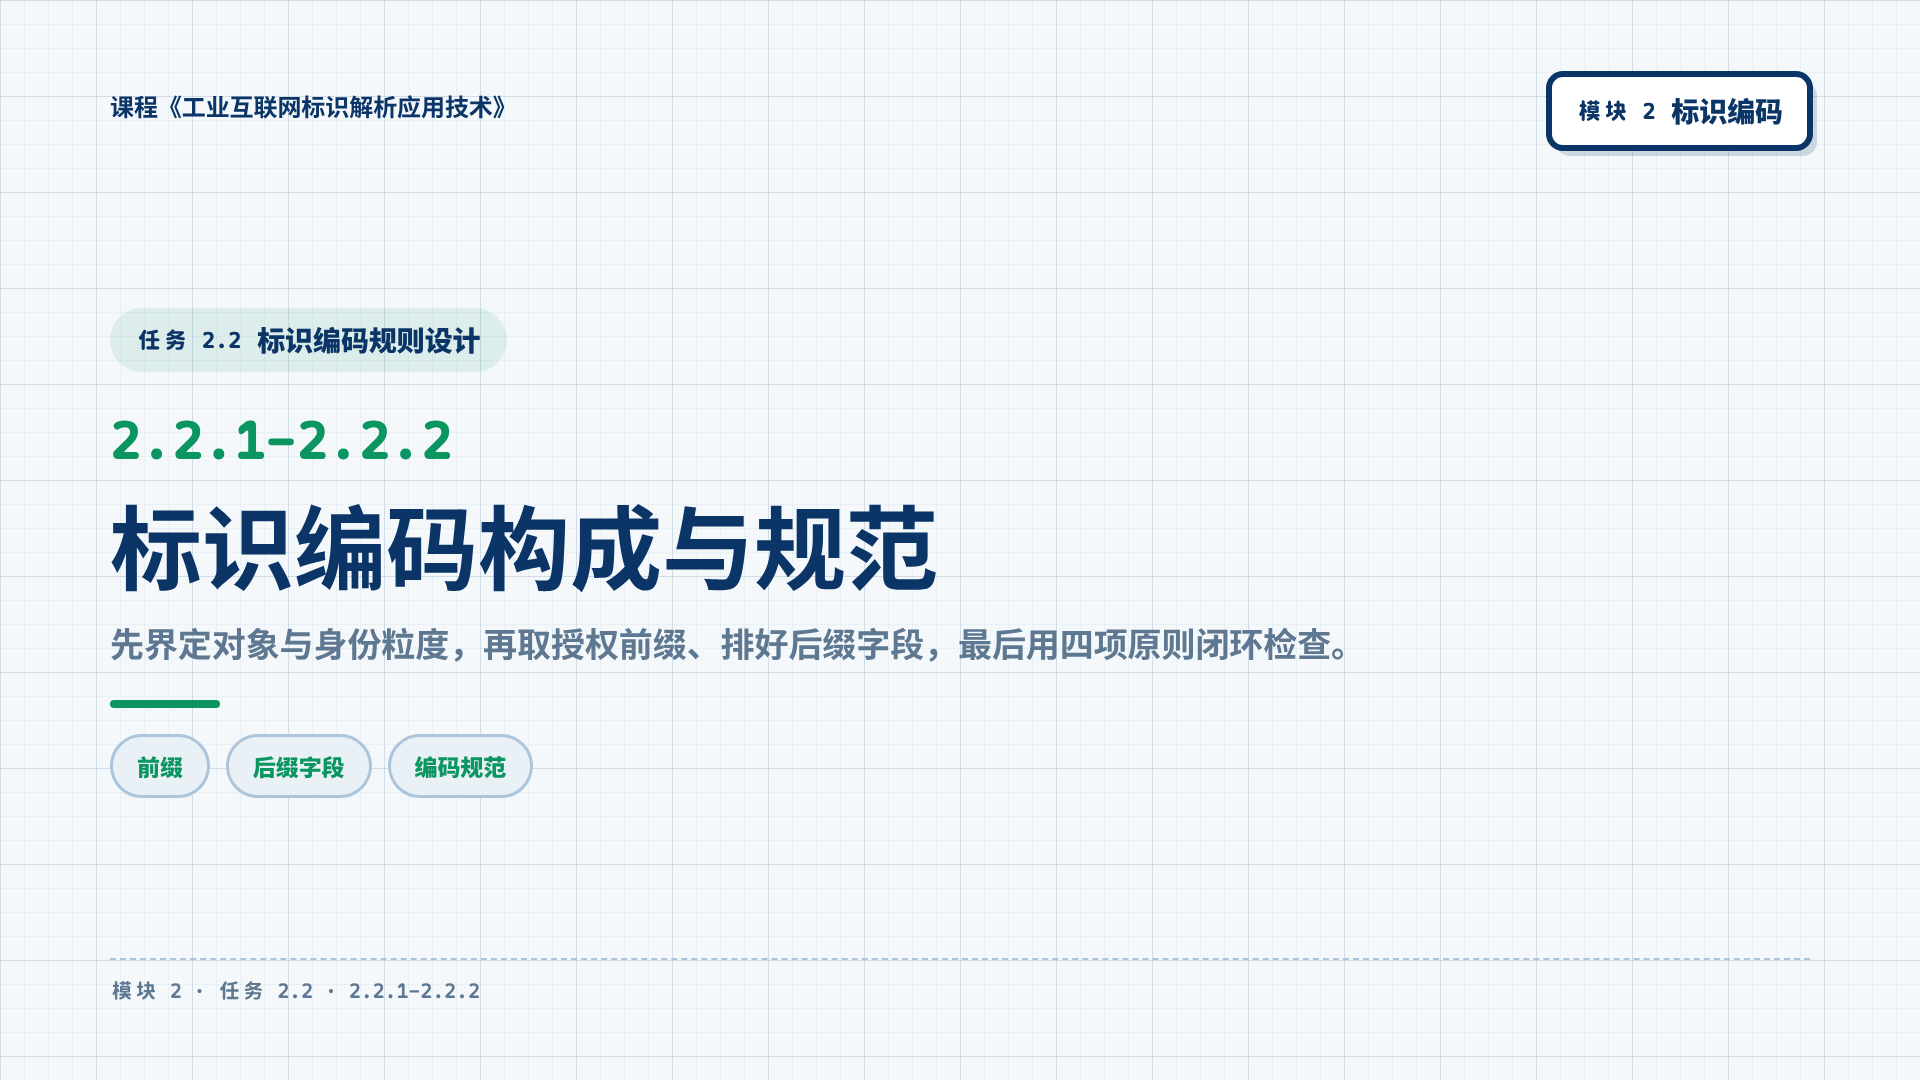 课程《工业互联网标识解析应用技术》
模块 2 标识编码
任务 2.2 标识编码规则设计
2.2.1–2.2.2
标识编码构成与规范
先界定对象与身份粒度，再取授权前缀、排好后缀字段，最后用四项原则闭环检查。
前缀
后缀字段
编码规范
模块 2 · 任务 2.2 · 2.2.1–2.2.2